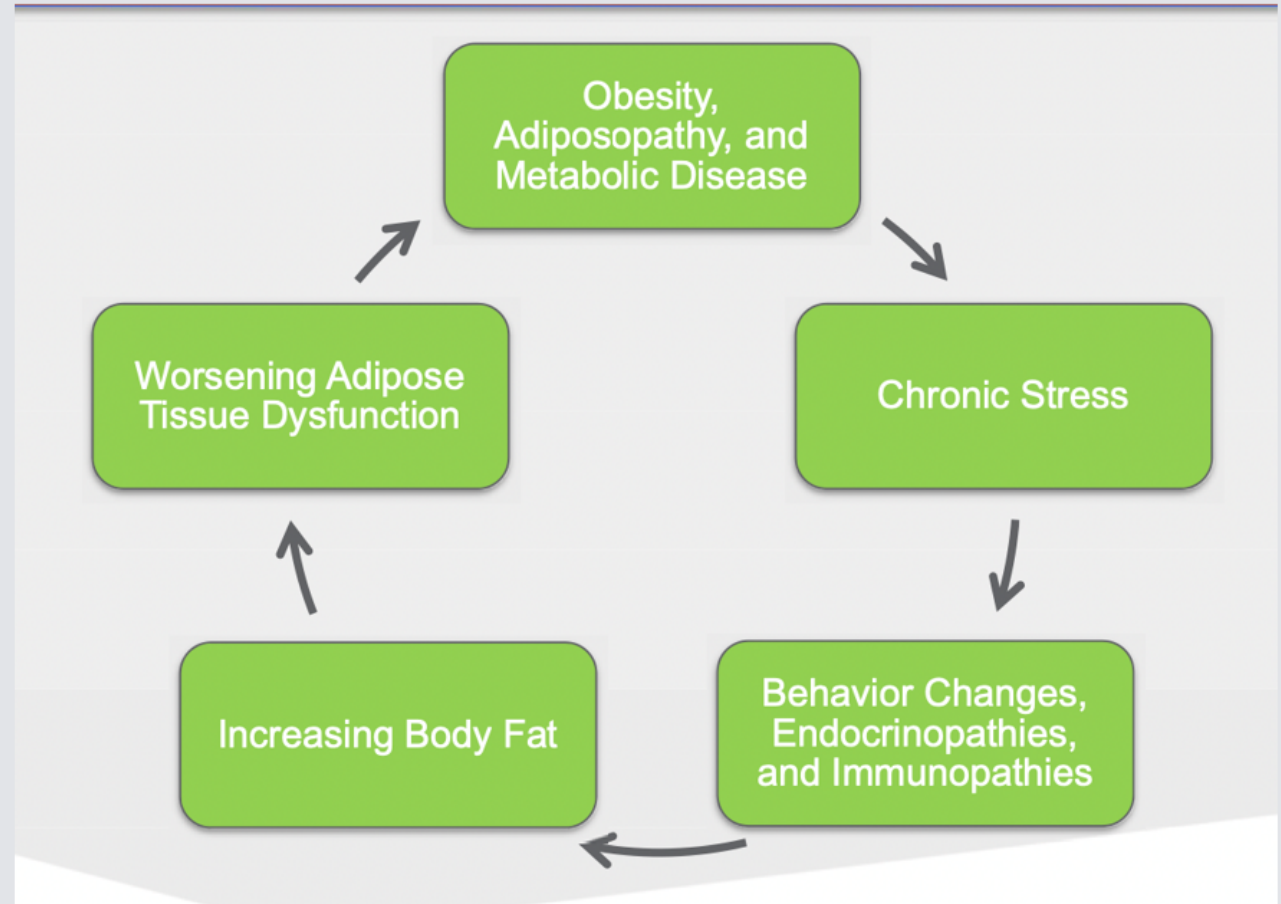 Obesity,
Adiposopathy, and
Metabolic Disease
Chronic Stress
Behavior Changes,
Endocrinopathies,
and Immunopathies
Increasing Body Fat
Worsening Adipose
Tissue Dysfunction